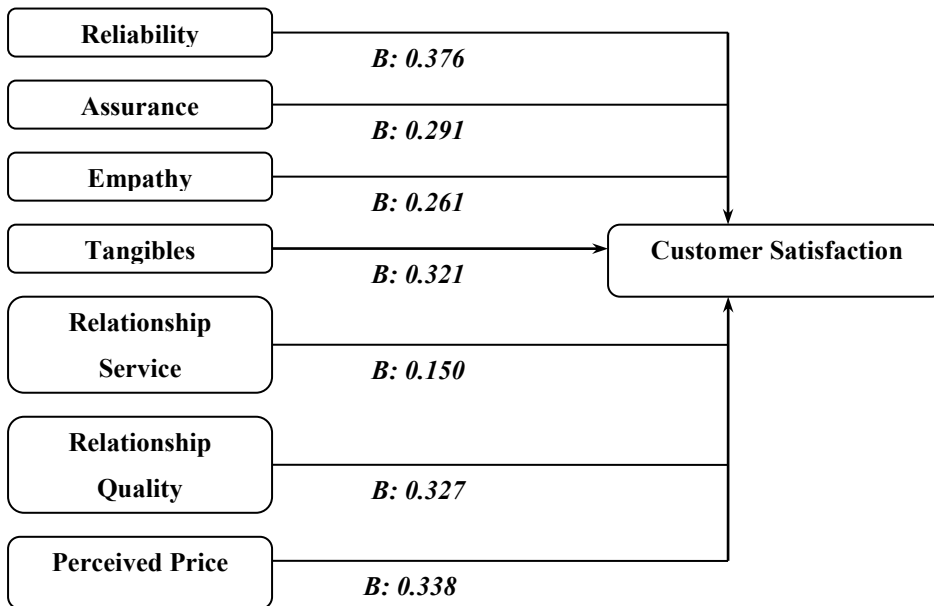 Reliability
B: 0.376
Assurance
B: 0.291
Empathy
B: 0.261
Tangibles
Customer Satisfaction
B: 0.321
Relationship
Service
B: 0.150
Relationship
Quality
B: 0.327
Perceived Price
B: 0.338